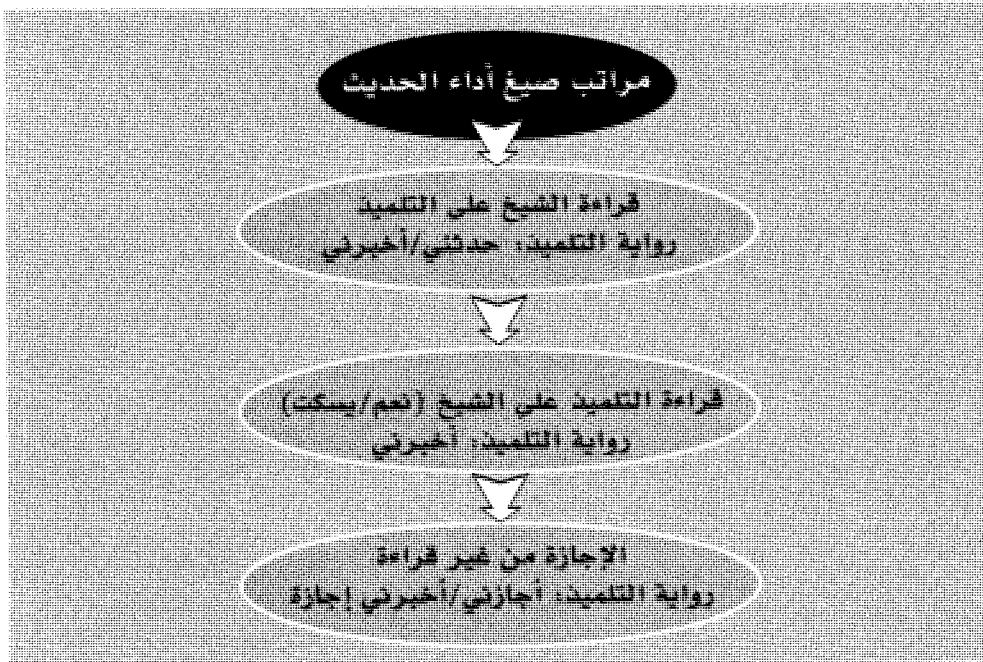 مراتب صيغ أداء الحديث
قراءة الشيخ على التلميذ
رواية التلميذ: حدثني/أخبرني
قراءة التلميذ على الشيخ (نعم/يسكت)
رواية التلميذ: أخبرني
الاجازة من غير قراءة
رواية التلميذ: أجازني/أخبرني إجازة